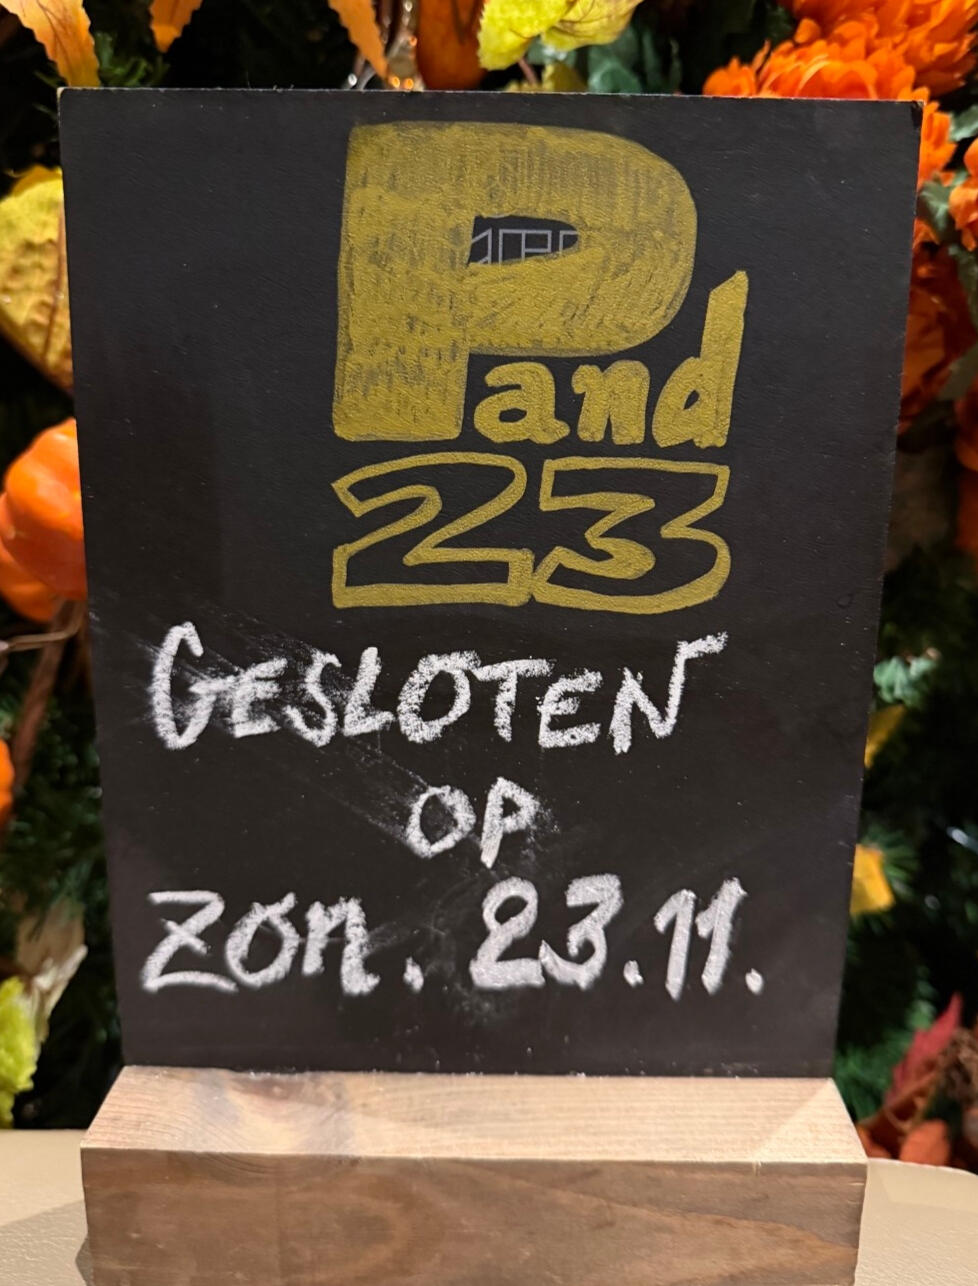 Pand
23
GESLOTEN
OP
Zon. 23.11.